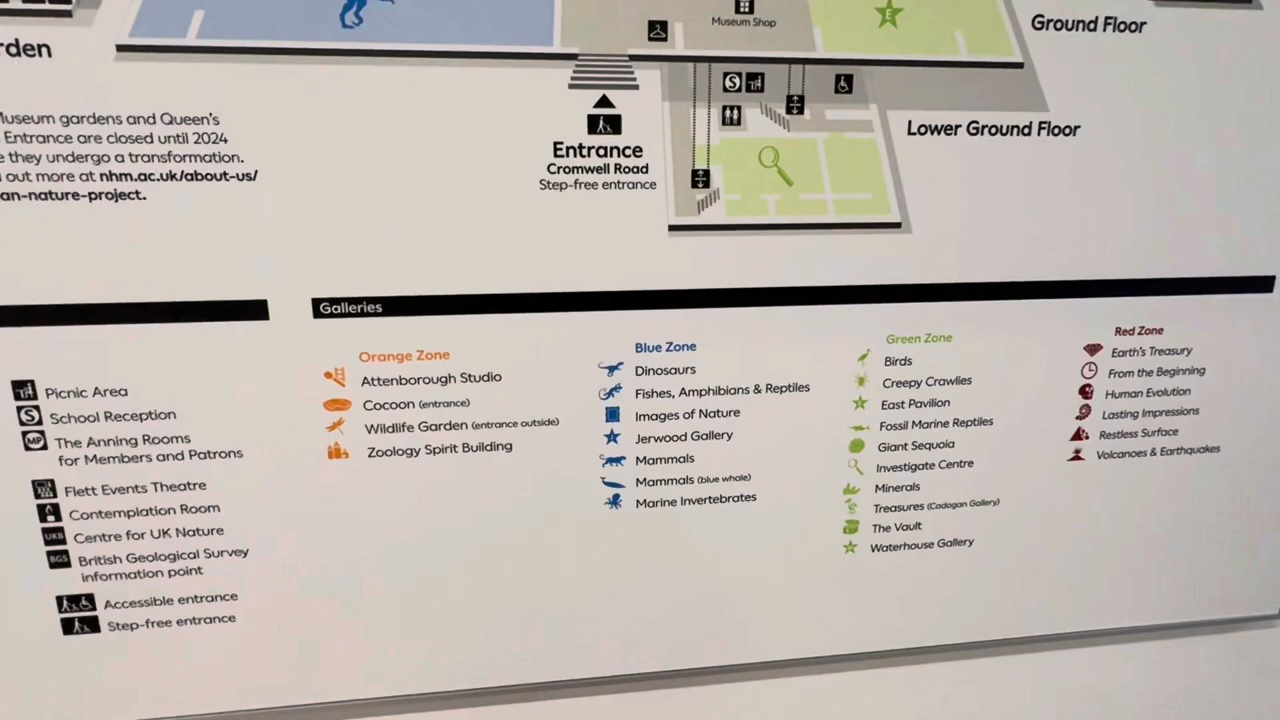 Museum Shop
E
Ground Floor
rden
S
Lower Ground Floor
Museum gardens and Queen's
Entrance are closed until 2024
they undergo a transformation.
out more at nhm.ac.uk/about-us/
an-nature-project.
Entrance
Cromwell Road
Step-free entrance
Picnic Area
S School Reception
MP The Anning Rooms
for Members and Patrons
Flett Events Theatre
Contemplation Room
UKB Centre for UK Nature
BGS British Geological Survey
information point
Accessible entrance
Step-free entrance
Galleries
Orange Zone
Attenborough Studio
Cocoon (entrance)
Wildlife Garden (entrance outside)
Zoology Spirit Building
Blue Zone
Dinosaurs
Fishes, Amphibians & Reptiles
Images of Nature
Jerwood Gallery
Mammals
Mammals (blue whale)
Marine Invertebrates
Green Zone
Birds
Creepy Crawlies
East Pavilion
Fossil Marine Reptiles
Giant Sequoia
Investigate Centre
Minerals
Treasures (Cadogan Gallery)
The Vault
Waterhouse Gallery
Red Zone
Earth's Treasury
From the Beginning
Human Evolution
Lasting Impressions
Restless Surface
Volcanoes & Earthquakes